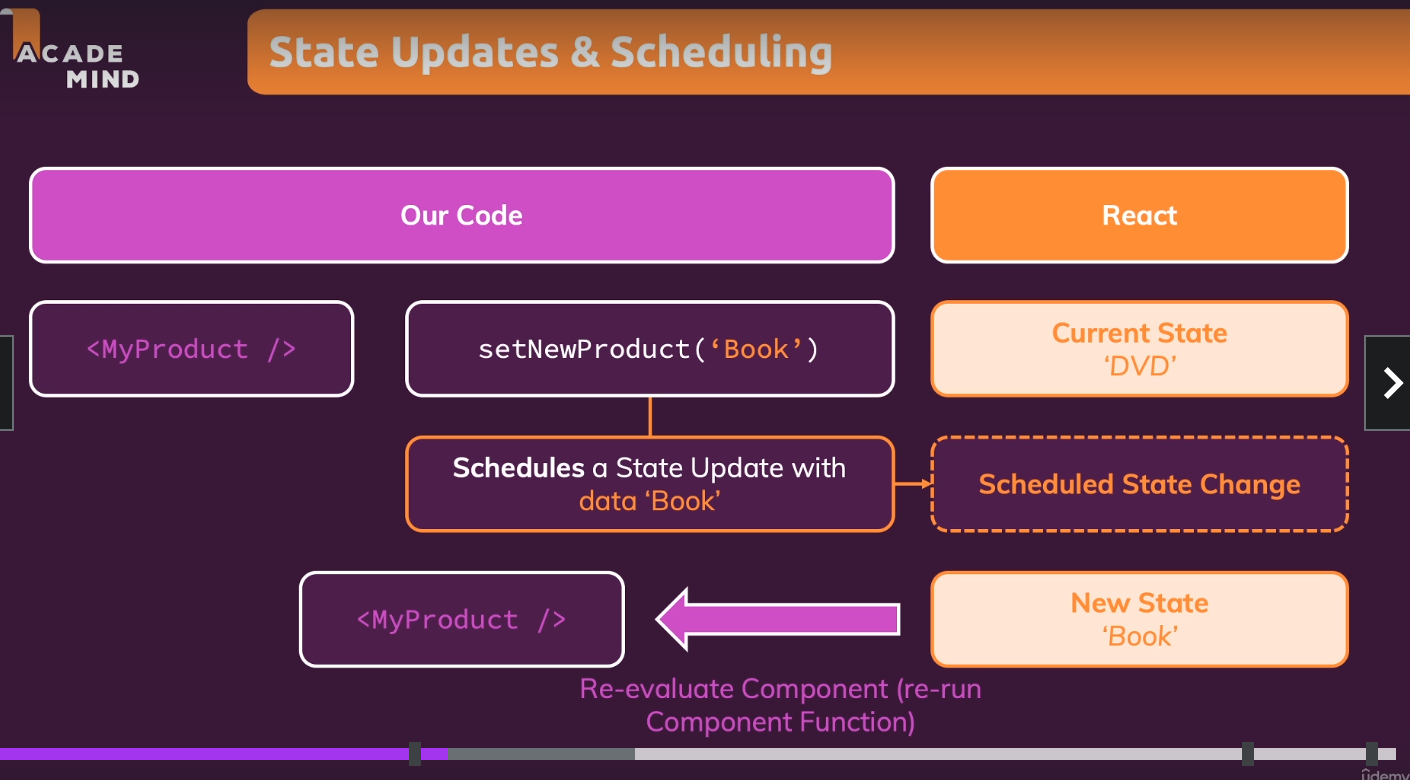 ACADE
MIND
State Updates & Scheduling
Our Code
React
<MyProduct />
setNewProduct(‘Book’)
Current State
‘DVD’
Schedules a State Update with
data ‘Book’
Scheduled State Change
<MyProduct />
New State
‘Book’
Re-evaluate Component (re-run
Component Function)
ûdemy